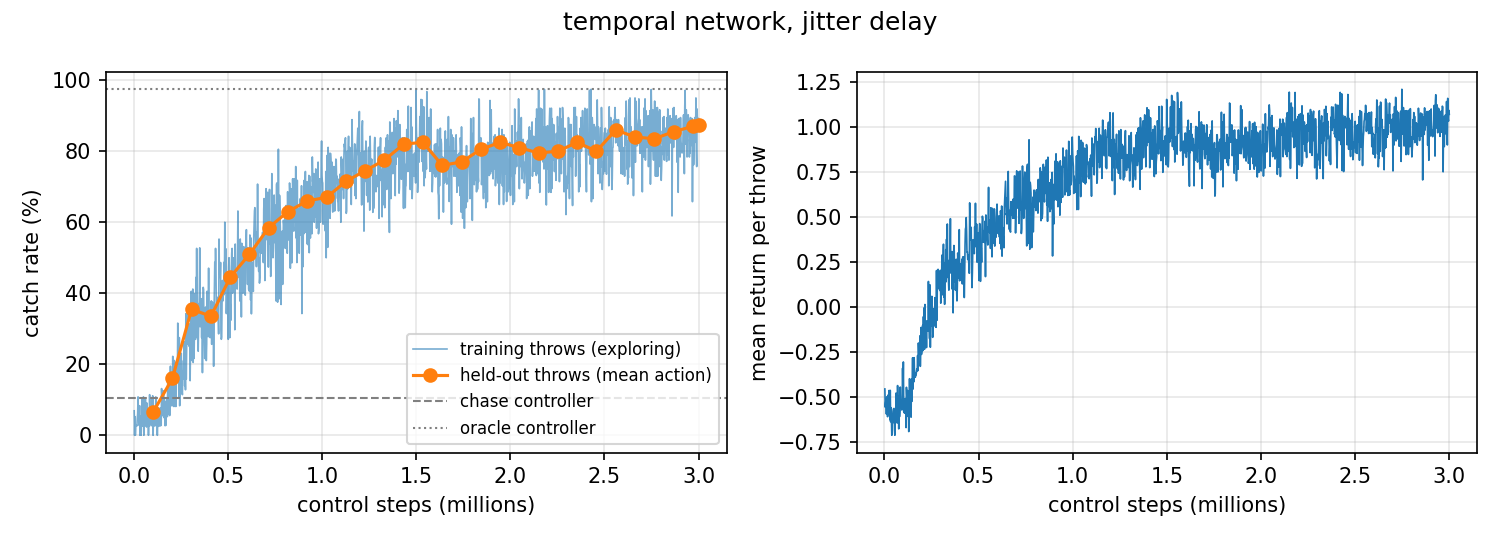 temporal network, jitter delay
catch rate (%)
100
80
60
40
20
0
training throws (exploring)
held-out throws (mean action)
chase controller
oracle controller
0.0 0.5 1.0 1.5 2.0 2.5 3.0
control steps (millions)
mean return per throw
1.25
1.00
0.75
0.50
0.25
0.00
−0.25
−0.50
−0.75
0.0 0.5 1.0 1.5 2.0 2.5 3.0
control steps (millions)